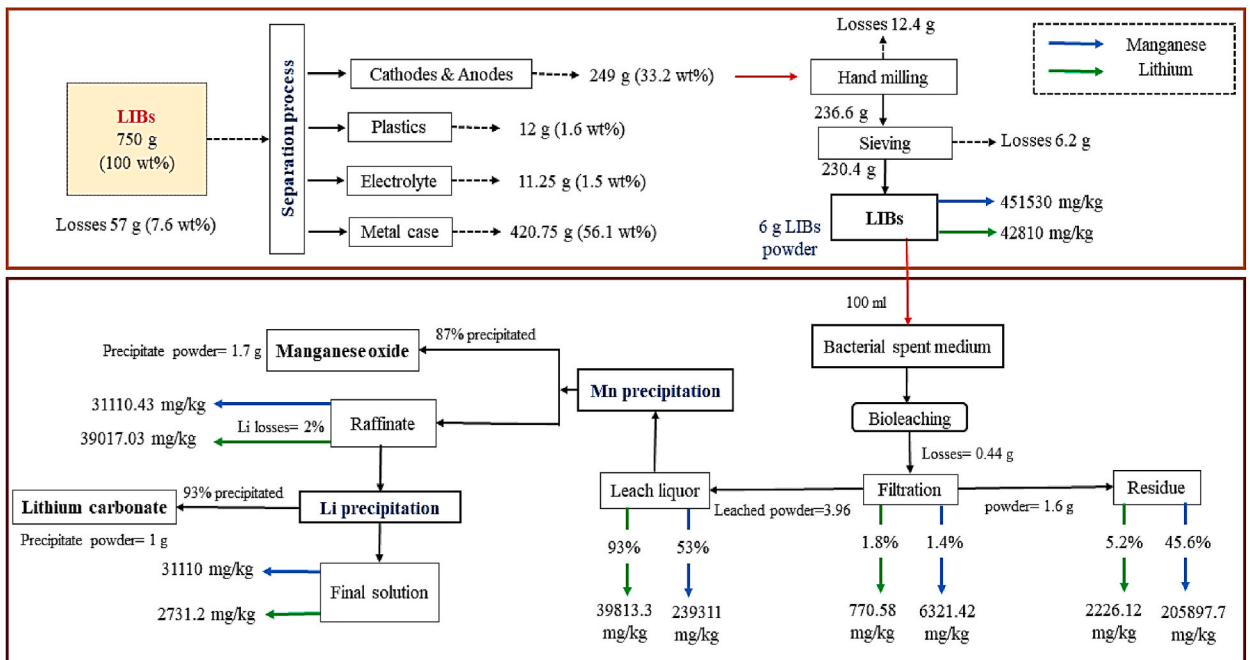 Losses 12.4 g
Manganese
Lithium
Separation process
Cathodes & Anodes
249 g (33.2 wt%)
Hand milling
LIBs
750 g
(100 wt%)
236.6 g
Plastics
12 g (1.6 wt%)
Sieving
Losses 6.2 g
230.4 g
Electrolyte
11.25 g (1.5 wt%)
451530 mg/kg
LIBs
Losses 57 g (7.6 wt%)
Metal case
420.75 g (56.1 wt%)
6 g LIBs
powder
42810 mg/kg
100 ml
87% precipitated
Precipitate powder= 1.7 g
Manganese oxide
Bacterial spent medium
Mn precipitation
31110.43 mg/kg
Li losses= 2%
Raffinate
Bioleaching
39017.03 mg/kg
Losses= 0.44 g
93% precipitated
Leach liquor
Filtration
Residue
Lithium carbonate
Li precipitation
Leached powder=3.96
powder= 1.6 g
Precipitate powder= 1 g
93%
53%
1.8%
1.4%
5.2%
45.6%
31110 mg/kg
Final solution
2731.2 mg/kg
39813.3
mg/kg
239311
mg/kg
770.58
mg/kg
6321.42
mg/kg
2226.12
mg/kg
205897.7
mg/kg